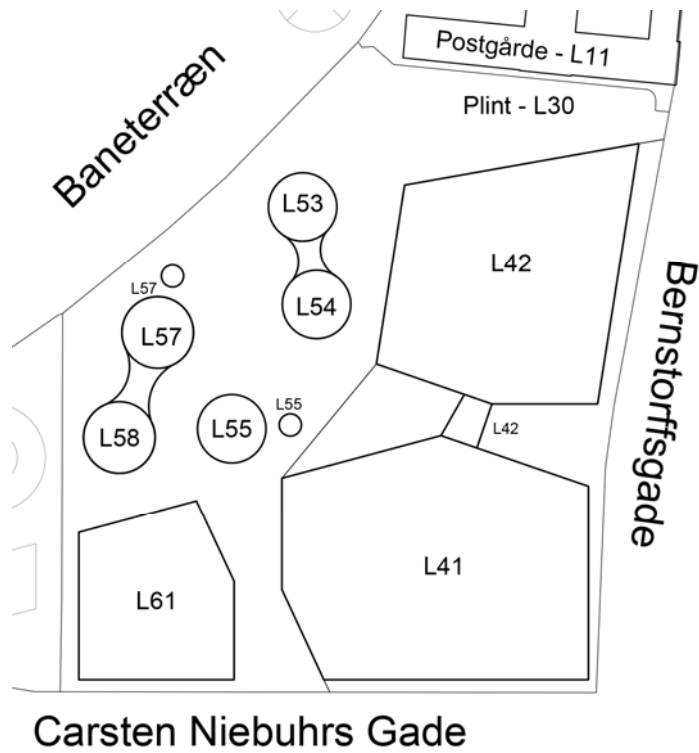 Postgårde - L11
Baneterræn
Plint - L30
L53
L42
L57
L54
L57
Bernstorffsgade
L55
L55
L42
L58
L41
L61
Carsten Niebuhrs Gade